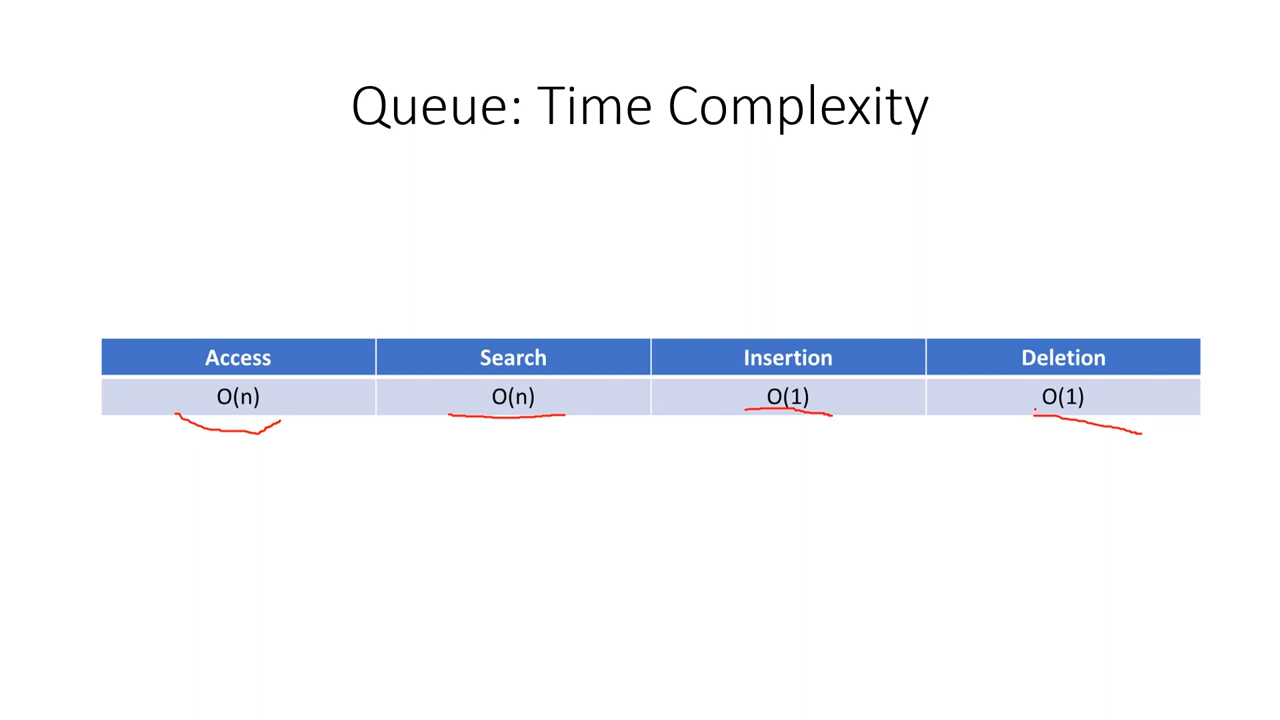 Queue: Time Complexity
Access Search Insertion Deletion
O(n) O(n) O(1) O(1)